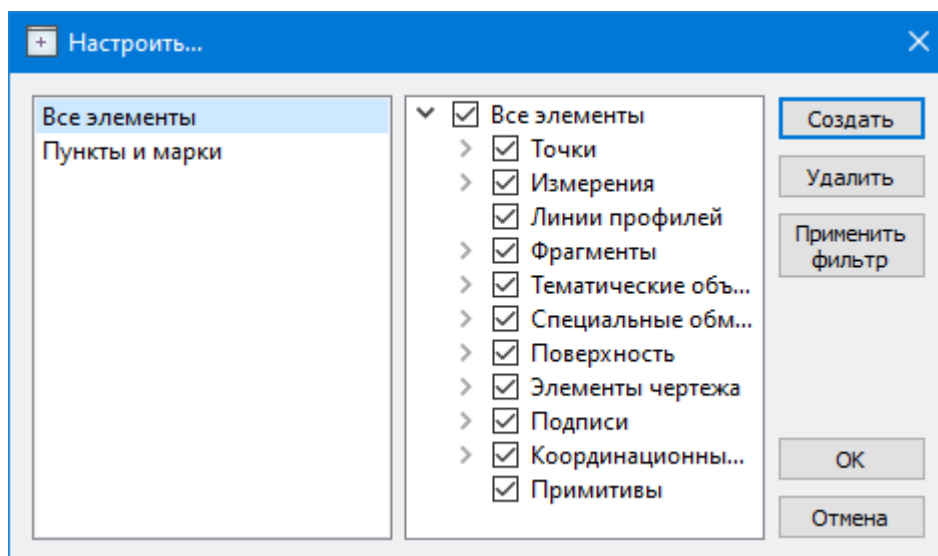 Настроить...
Все элементы
Пункты и марки
Все элементы
Точки
Измерения
Линии профилей
Фрагменты
Тематические объ...
Специальные обм...
Поверхность
Элементы чертежа
Подписи
Координационны...
Примитивы
Создать
Удалить
Применить
фильтр
OK
Отмена